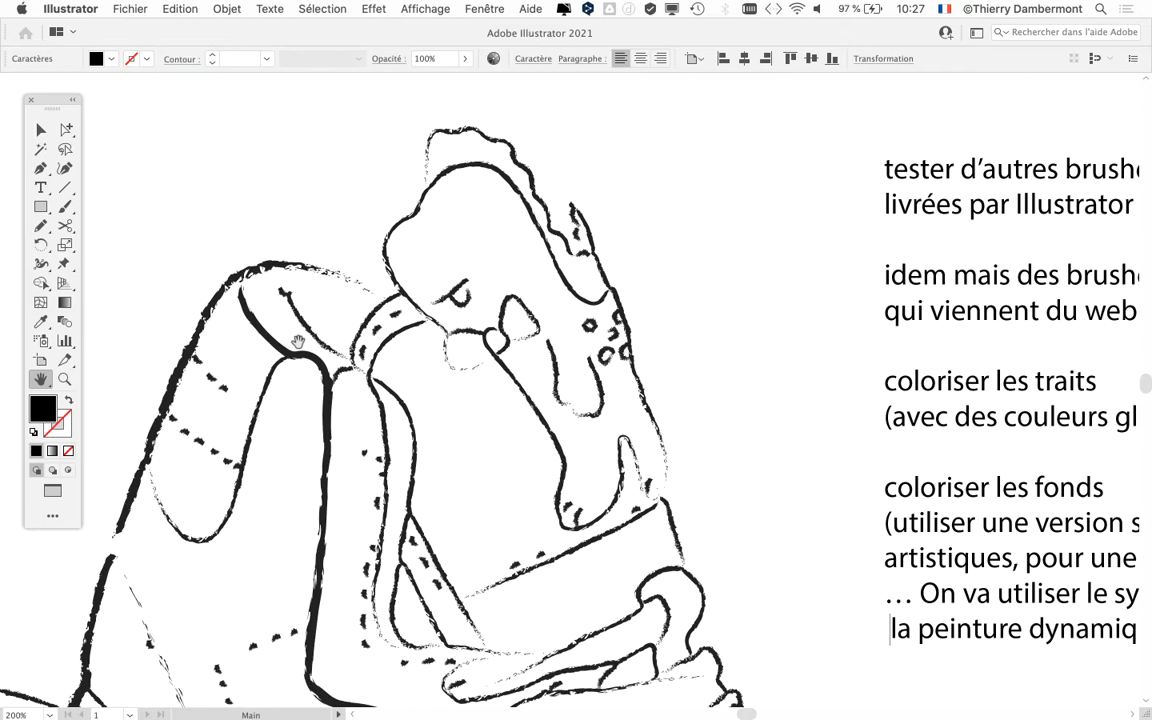 Illustrator Fichier Edition Objet Texte Sélection Effet Affichage Fenêtre Aide 97 % 10:27 ©Thierry Dambermont
Adobe Illustrator 2021
Rechercher dans l'aide Adobe
Caractères Contour : Opacité : 100% Caractère Paragraphe : Transformation
tester d’autres brushe
livrées par Illustrator
idem mais des brushe
qui viennent du web
coloriser les traits
(avec des couleurs gl
coloriser les fonds
(utiliser une version s
artistiques, pour une
… On va utiliser le sy
la peinture dynamiq
200% 1 Main